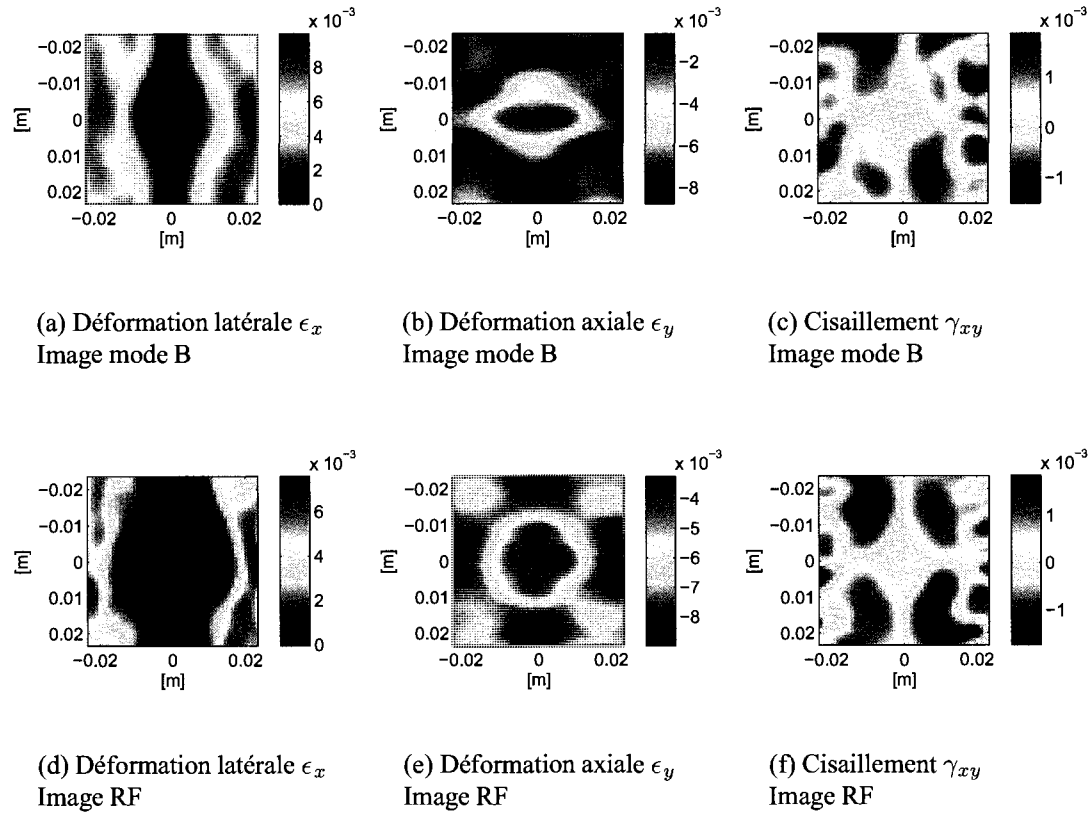 x 10⁻³
−0.02
−0.01
0
0.01
0.02
[m]
−0.02 0 0.02
[m]
8
6
4
2
0
x 10⁻³
−0.02
−0.01
0
0.01
0.02
[m]
−0.02 0 0.02
[m]
−2
−4
−6
−8
x 10⁻³
−0.02
−0.01
0
0.01
0.02
[m]
−0.02 0 0.02
[m]
1
0
−1
(a) Déformation latérale ϵx
Image mode B
(b) Déformation axiale ϵy
Image mode B
(c) Cisaillement γxy
Image mode B
x 10⁻³
−0.02
−0.01
0
0.01
0.02
[m]
−0.02 0 0.02
[m]
6
4
2
0
x 10⁻³
−0.02
−0.01
0
0.01
0.02
[m]
−0.02 0 0.02
[m]
−4
−5
−6
−7
−8
x 10⁻³
−0.02
−0.01
0
0.01
0.02
[m]
−0.02 0 0.02
[m]
1
0
−1
(d) Déformation latérale ϵx
Image RF
(e) Déformation axiale ϵy
Image RF
(f) Cisaillement γxy
Image RF